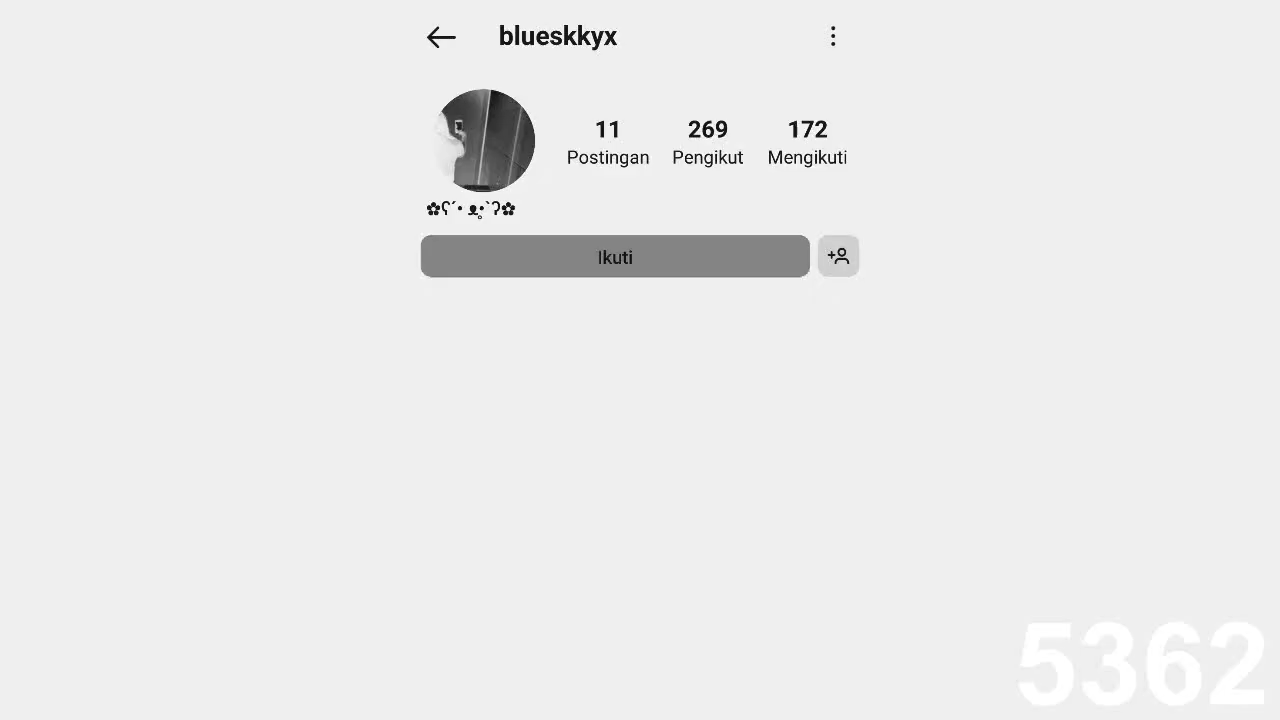 blueskkyx
11 269 172
Postingan Pengikut Mengikuti
✿ʕ´• ᴥ•̥`ʔ✿
Ikuti
5362